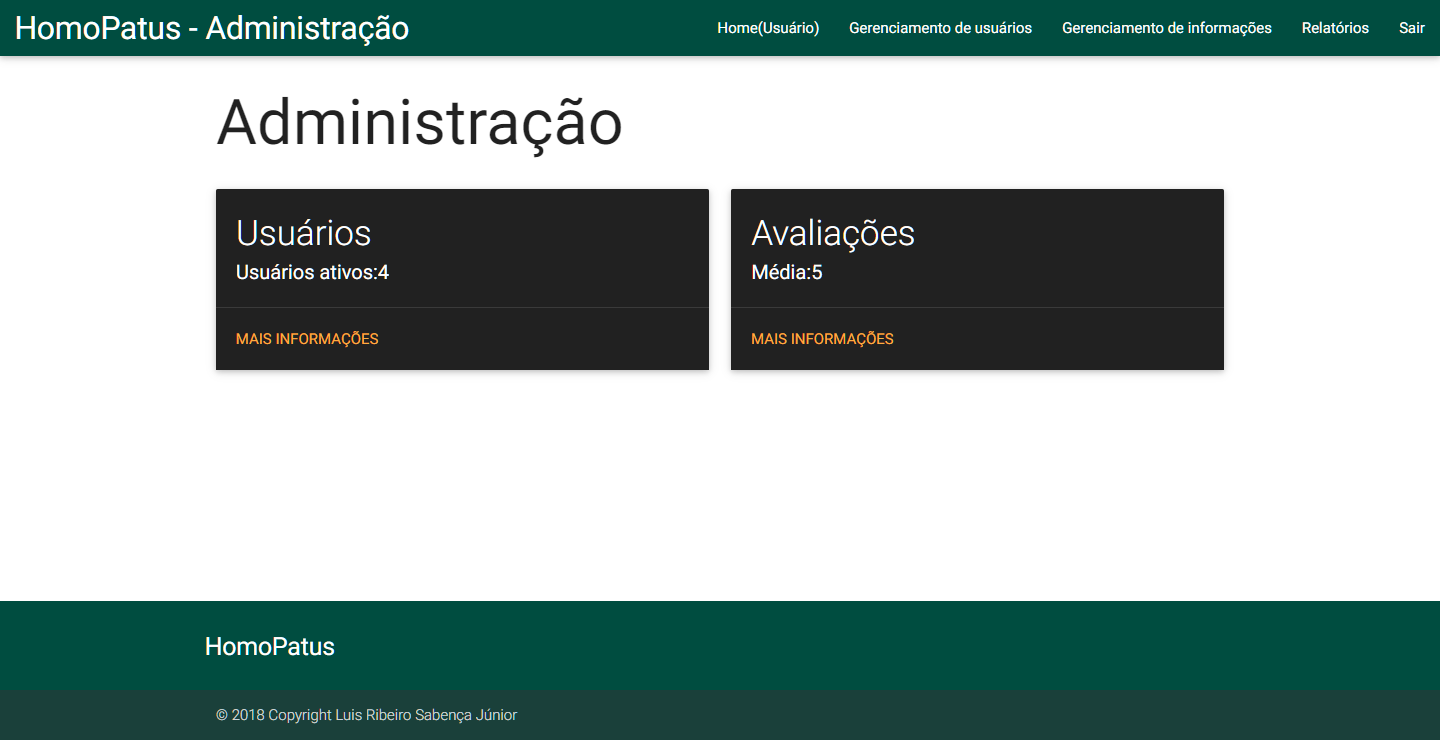 HomoPatus - Administração
Home(Usuário) Gerenciamento de usuários Gerenciamento de informações Relatórios Sair
Administração
Usuários
Usuários ativos:4
MAIS INFORMAÇÕES
Avaliações
Média:5
MAIS INFORMAÇÕES
HomoPatus
© 2018 Copyright Luis Ribeiro Sabença Júnior